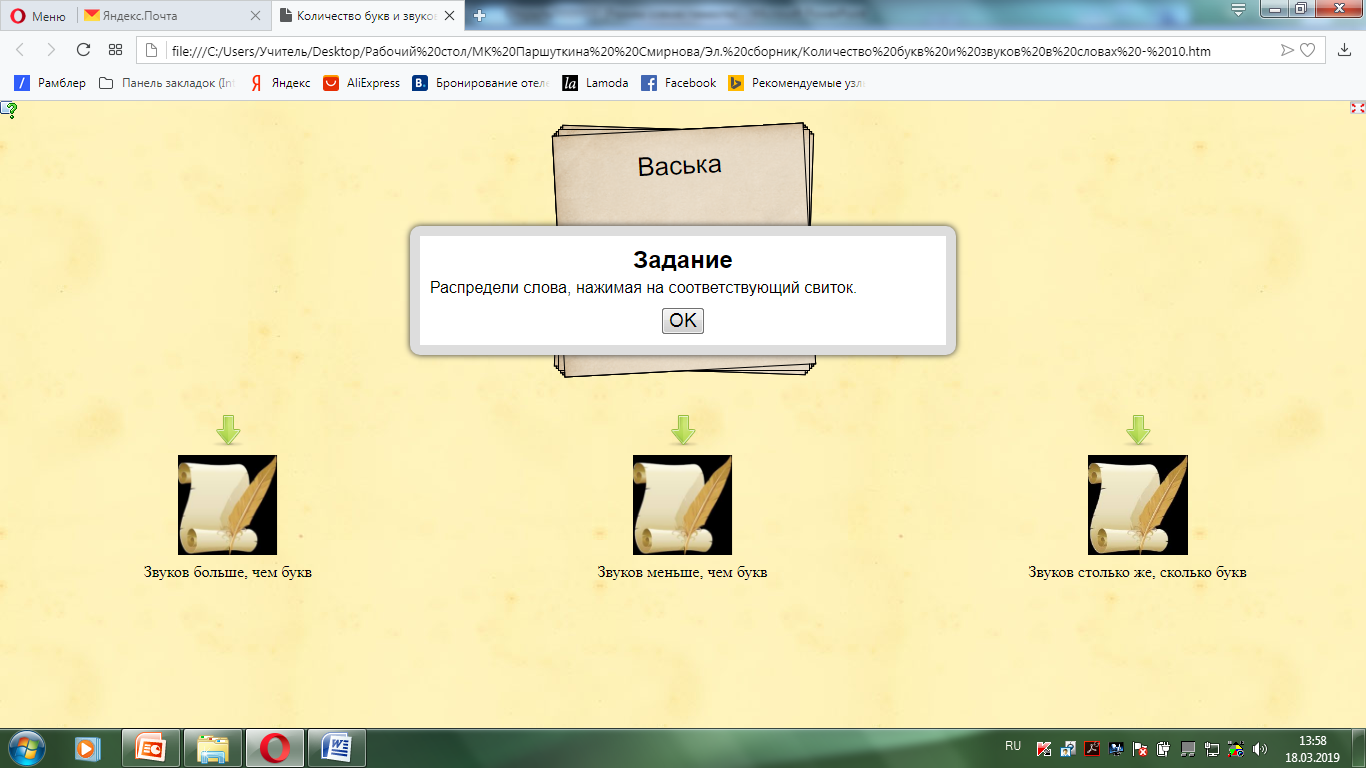 Меню
Яндекс.Почта
Количество букв и звуков
file:///C:/Users/Учитель/Desktop/Рабочий%20стол/МК%20Паршуткина%20%20Смирнова/Эл.%20сборник/Количество%20букв%20и%20звуков%20в%20словах%20-%2010.htm
Рамблер
Панель закладок (Int
Яндекс
AliExpress
Бронирование отеле
Lamoda
Facebook
Рекомендуемые узл
Васька
Задание
Распредели слова, нажимая на соответствующий свиток.
OK
Звуков больше, чем букв
Звуков меньше, чем букв
Звуков столько же, сколько букв
RU
13:58
18.03.2019